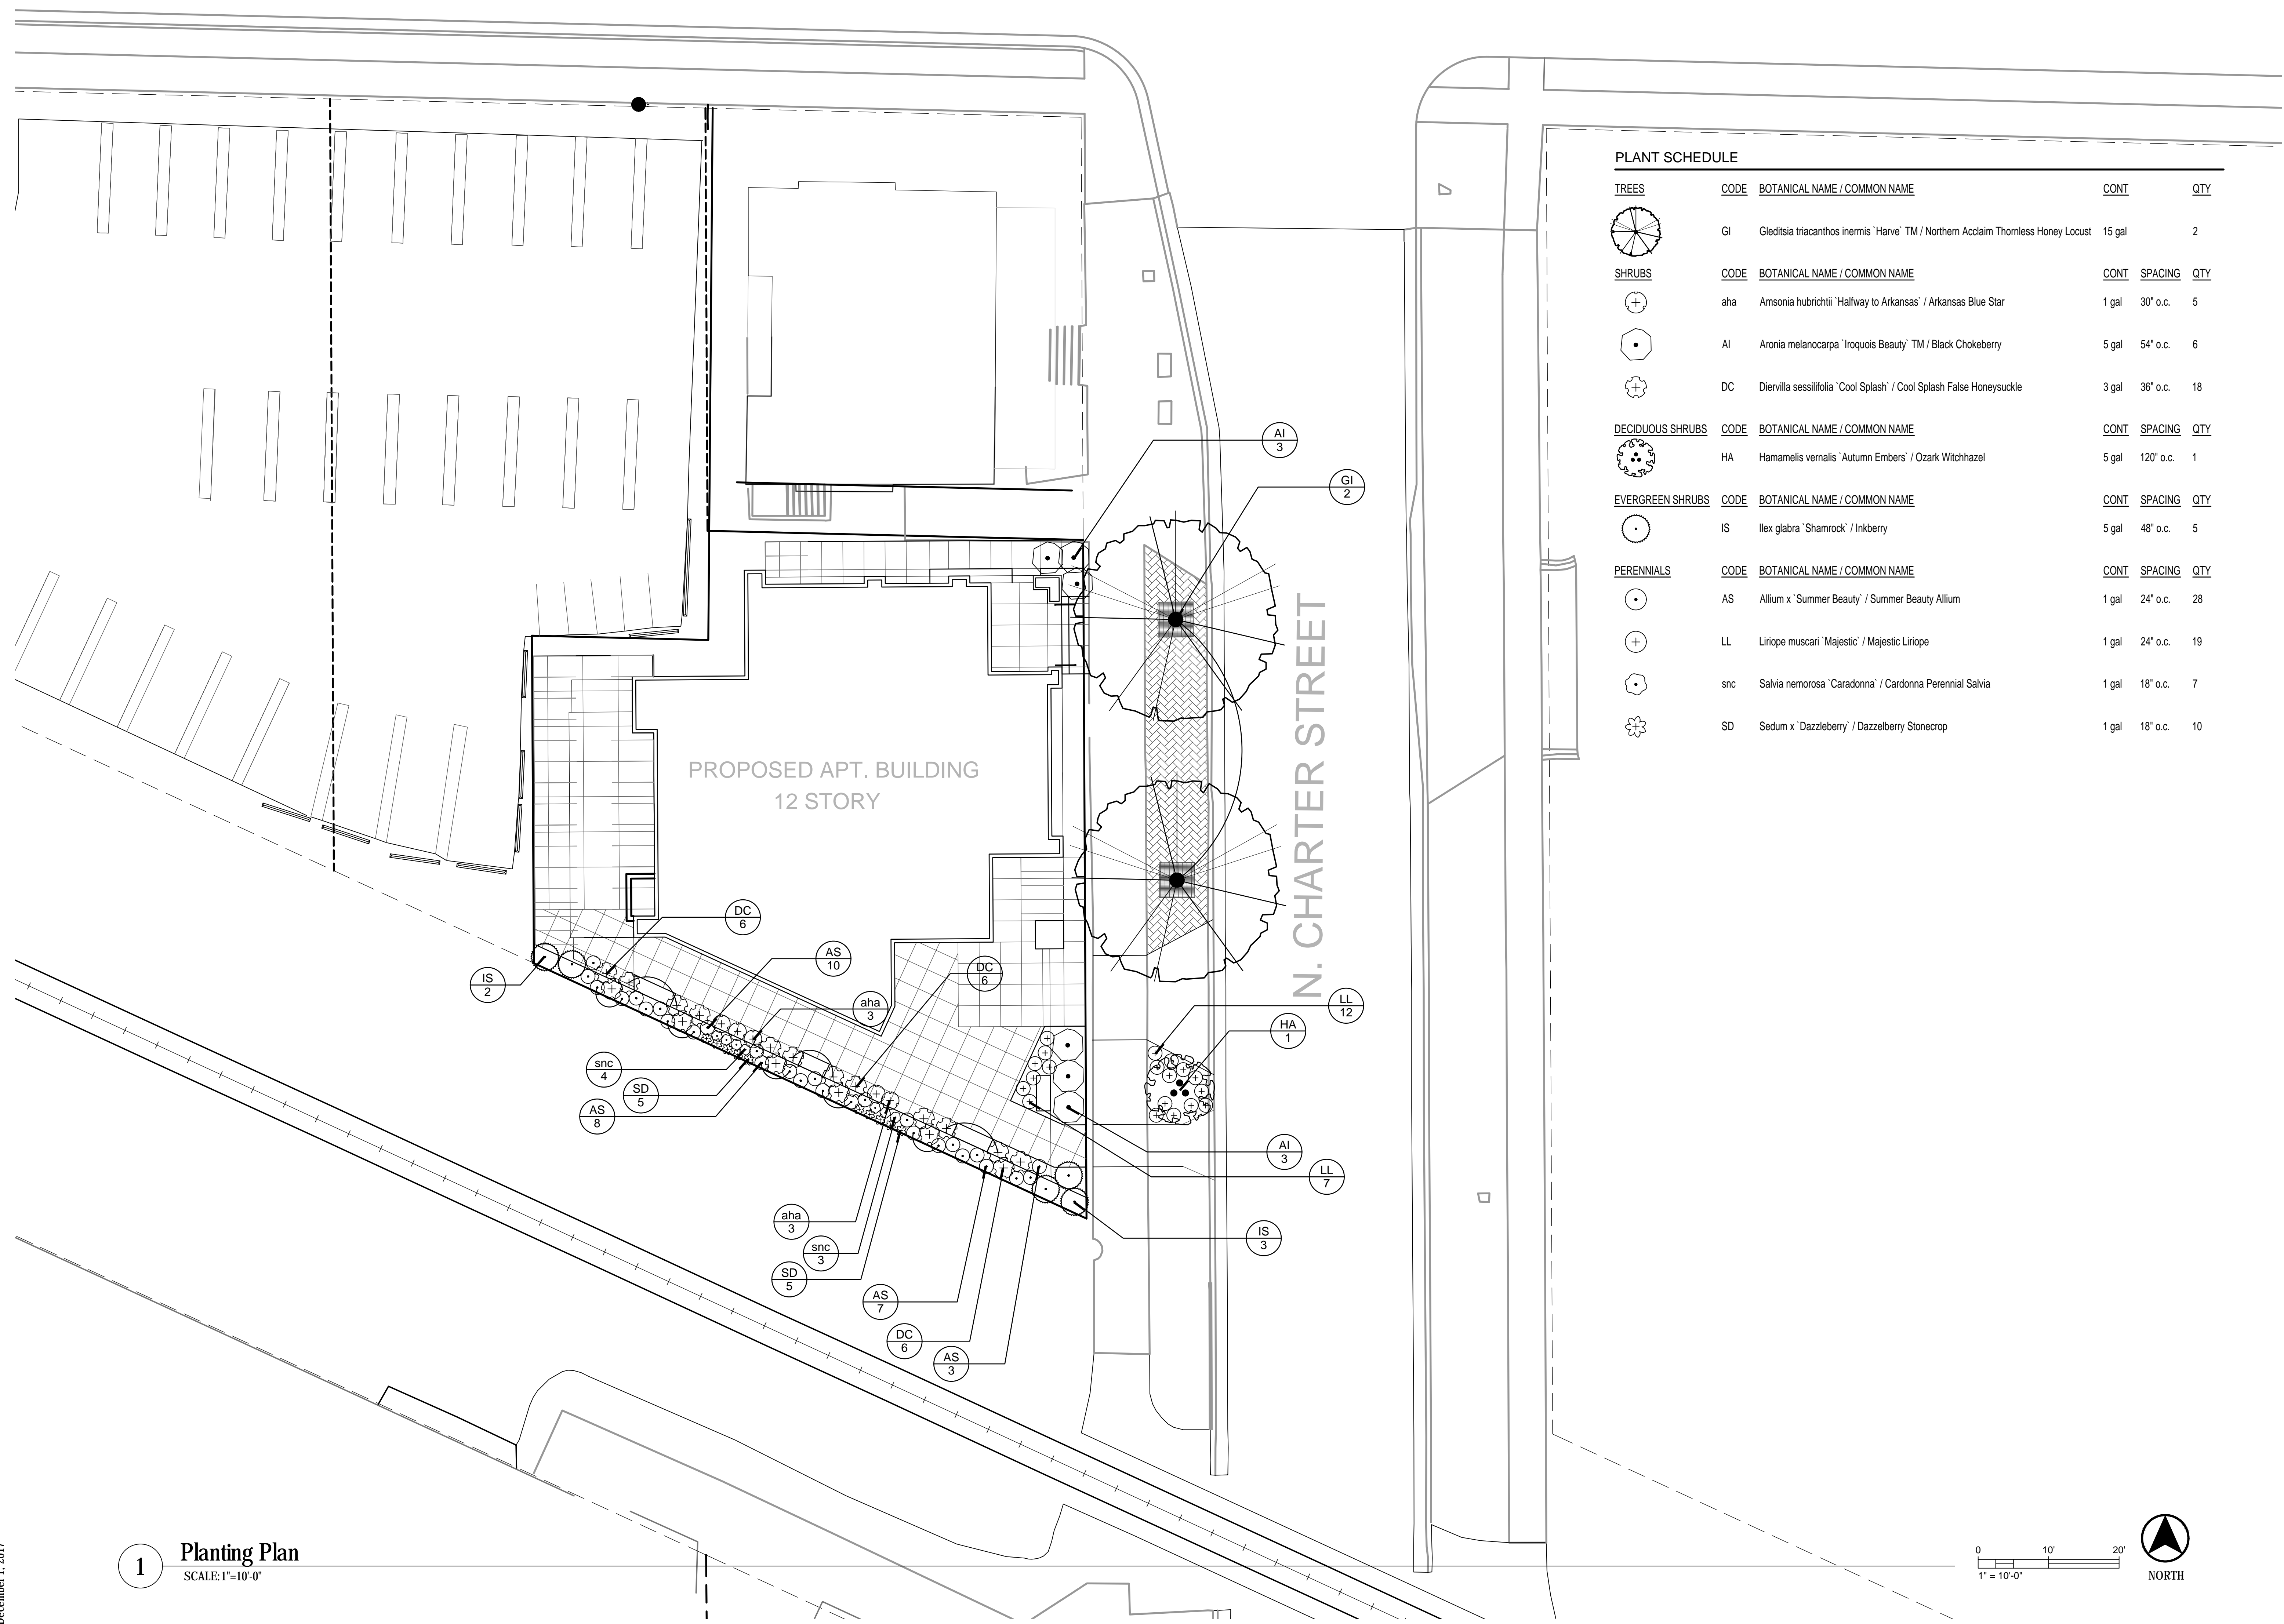 PLANT SCHEDULE
TREES CODE BOTANICAL NAME / COMMON NAME CONT QTY
GI Gleditsia triacanthos inermis `Harve` TM / Northern Acclaim Thornless Honey Locust 15 gal 2
SHRUBS CODE BOTANICAL NAME / COMMON NAME CONT SPACING QTY
aha Amsonia hubrichtii `Halfway to Arkansas` / Arkansas Blue Star 1 gal 30" o.c. 5
AI Aronia melanocarpa `Iroquois Beauty` TM / Black Chokeberry 5 gal 54" o.c. 6
DC Diervilla sessilifolia `Cool Splash` / Cool Splash False Honeysuckle 3 gal 36" o.c. 18
DECIDUOUS SHRUBS CODE BOTANICAL NAME / COMMON NAME CONT SPACING QTY
HA Hamamelis vernalis `Autumn Embers` / Ozark Witchhazel 5 gal 120" o.c. 1
EVERGREEN SHRUBS CODE BOTANICAL NAME / COMMON NAME CONT SPACING QTY
IS Ilex glabra `Shamrock` / Inkberry 5 gal 48" o.c. 5
PERENNIALS CODE BOTANICAL NAME / COMMON NAME CONT SPACING QTY
AS Allium x `Summer Beauty` / Summer Beauty Allium 1 gal 24" o.c. 28
LL Liriope muscari `Majestic` / Majestic Liriope 1 gal 24" o.c. 19
snc Salvia nemorosa `Caradonna` / Cardonna Perennial Salvia 1 gal 18" o.c. 7
SD Sedum x `Dazzleberry` / Dazzelberry Stonecrop 1 gal 18" o.c. 10
AI
3
GI
2
N. CHARTER STREET
PROPOSED APT. BUILDING
12 STORY
DC
6
AS
10
DC
6
IS
2
aha
3
LL
12
HA
1
snc
4
SD
5
AS
8
AI
3
LL
7
aha
3
snc
3
IS
3
SD
5
AS
7
DC
6
AS
3
1
Planting Plan
SCALE: 1"=10'-0"
0 10' 20'
1" = 10'-0"
NORTH